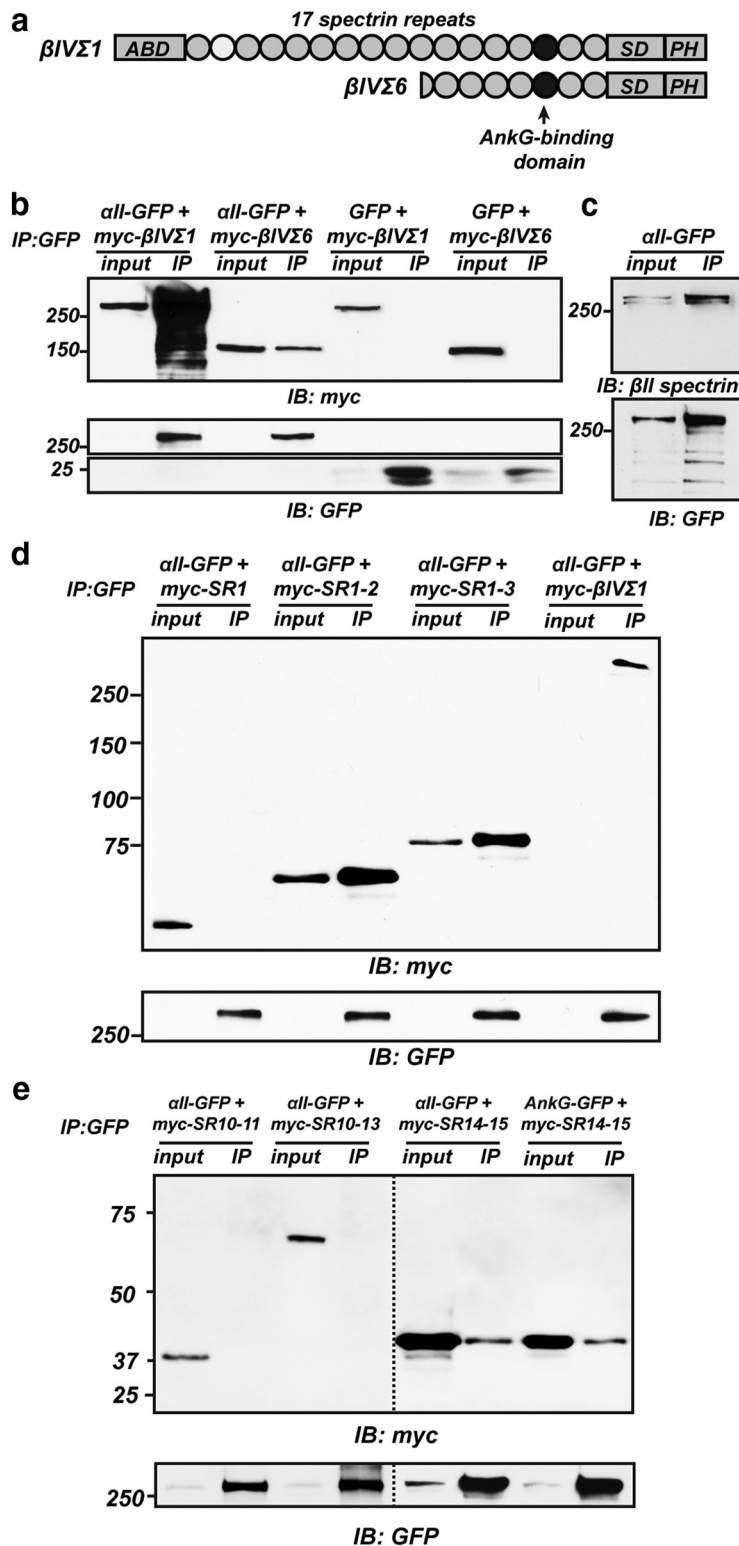 a
17 spectrin repeats
βIVΣ1 ABD SD PH
βIVΣ6 SD PH
AnkG-binding
domain
b
αII-GFP + αII-GFP + GFP + GFP +
IP:GFP myc-βIVΣ1 myc-βIVΣ6 myc-βIVΣ1 myc-βIVΣ6
input IP input IP input IP input IP
250
150
IB: myc
250
25
IB: GFP
c
αII-GFP
input IP
250
IB: βII spectrin
250
IB: GFP
d
αII-GFP + αII-GFP + αII-GFP + αII-GFP +
IP:GFP myc-SR1 myc-SR1-2 myc-SR1-3 myc-βIVΣ1
input IP input IP input IP input IP
250
150
100
75
IB: myc
250
IB: GFP
e
αII-GFP + αII-GFP + αII-GFP + AnkG-GFP +
IP:GFP myc-SR10-11 myc-SR10-13 myc-SR14-15 myc-SR14-15
input IP input IP input IP input IP
75
50
37
25
IB: myc
250
IB: GFP